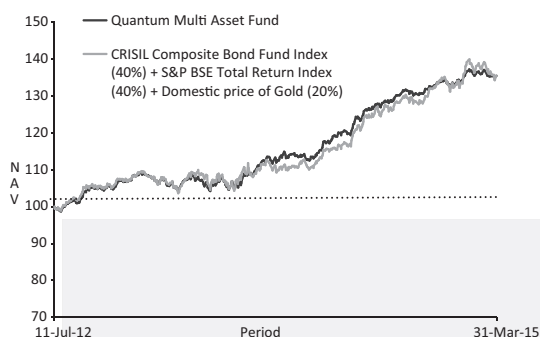 150
140
130
120
110
100
90
80
70
N
A
V
Quantum Multi Asset Fund
CRISIL Composite Bond Fund Index
(40%) + S&P BSE Total Return Index
(40%) + Domestic price of Gold (20%)
11-Jul-12
Period
31-Mar-15